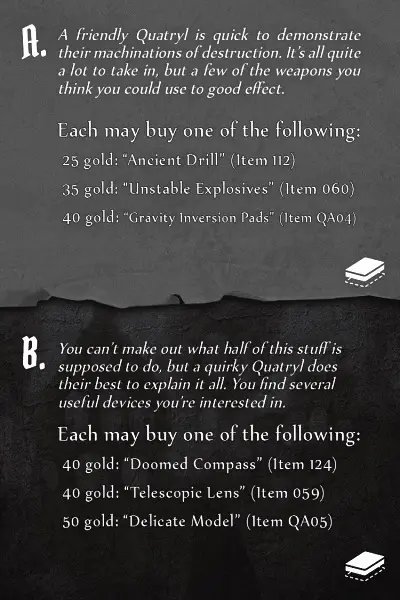 A.
A friendly Quatryl is quick to demonstrate
their machinations of destruction. It's all quite
a lot to take in, but a few of the weapons you
think you could use to good effect.
Each may buy one of the following:
25 gold: “Ancient Drill” (Item 112)
35 gold: “Unstable Explosives” (Item 060)
40 gold: “Gravity Inversion Pads” (Item QA04)
B.
You can't make out what half of this stuff is
supposed to do, but a quirky Quatryl does
their best to explain it all. You find several
useful devices you're interested in.
Each may buy one of the following:
40 gold: “Doomed Compass” (Item 124)
40 gold: “Telescopic Lens” (Item 059)
50 gold: “Delicate Model” (Item QA05)